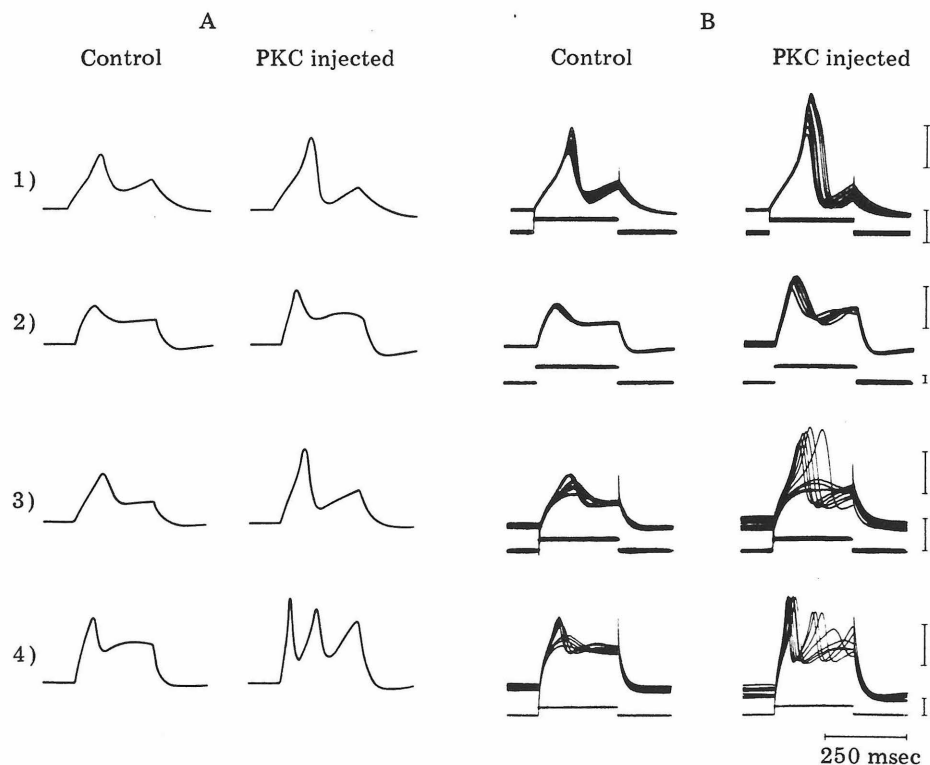 A B
Control PKC injected Control PKC injected
1)
2)
3)
4)
250 msec